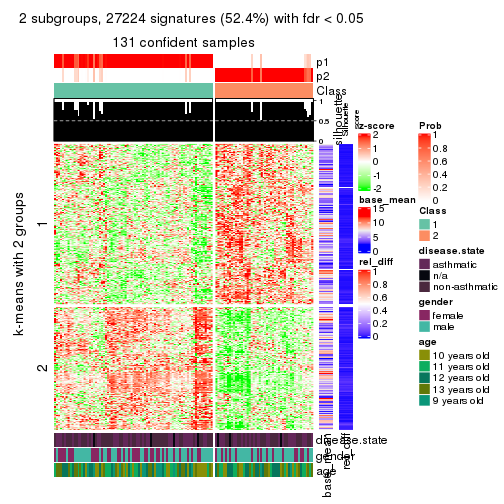 2 subgroups, 27224 signatures (52.4%) with fdr < 0.05
131 confident samples
p1
p2
Class
1
0.5
0
silhouette
Silhouette
score
k-means with 2 groups
1
2
disease.state
gender
age
base_mean
rel_diff
z-score
2
1
0
-1
-2
base_mean
15
10
5
0
rel_diff
1
0.8
0.6
0.4
0.2
0
Prob
1
0.8
0.6
0.4
0.2
0
Class
1
2
disease.state
asthmatic
n/a
non-asthmatic
gender
female
male
age
10 years old
11 years old
12 years old
13 years old
9 years old